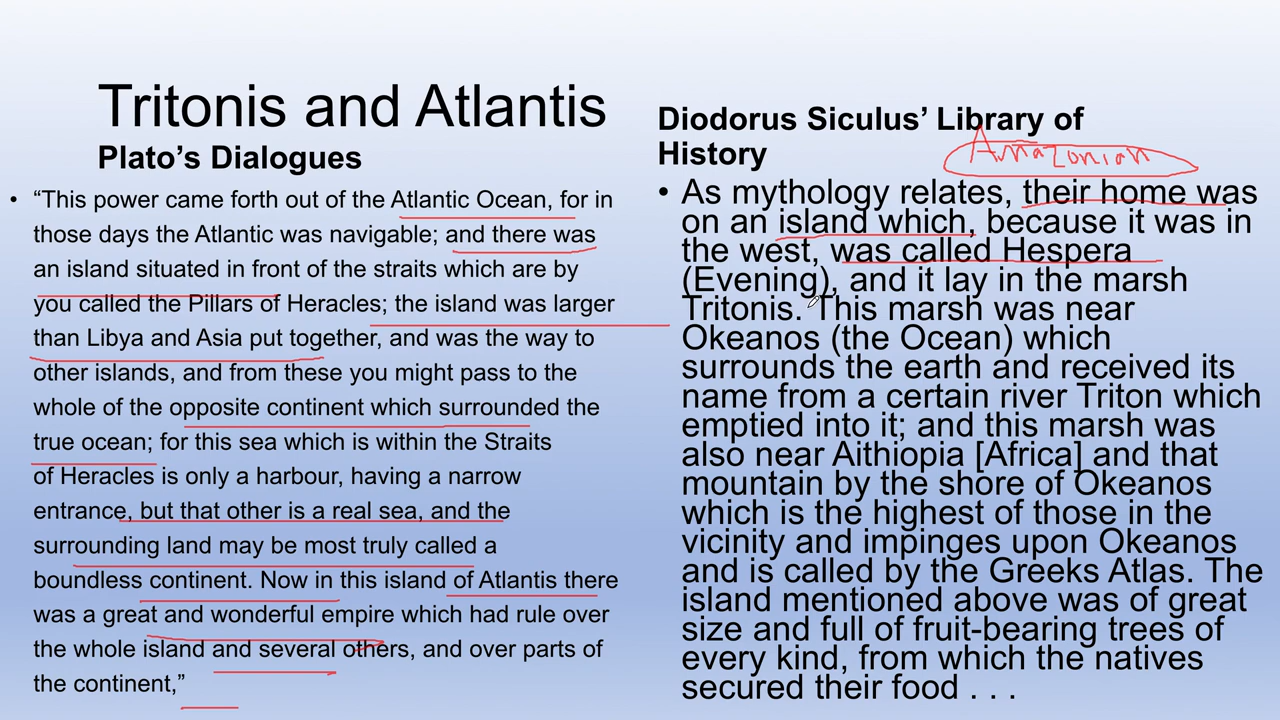 Tritonis and Atlantis
Plato’s Dialogues
• “This power came forth out of the Atlantic Ocean, for in
those days the Atlantic was navigable; and there was
an island situated in front of the straits which are by
you called the Pillars of Heracles; the island was larger
than Libya and Asia put together, and was the way to
other islands, and from these you might pass to the
whole of the opposite continent which surrounded the
true ocean; for this sea which is within the Straits
of Heracles is only a harbour, having a narrow
entrance, but that other is a real sea, and the
surrounding land may be most truly called a
boundless continent. Now in this island of Atlantis there
was a great and wonderful empire which had rule over
the whole island and several others, and over parts of
the continent,”
Diodorus Siculus’ Library of
History
Amazonian
• As mythology relates, their home was
on an island which, because it was in
the west, was called Hespera
(Evening), and it lay in the marsh
Tritonis. This marsh was near
Okeanos (the Ocean) which
surrounds the earth and received its
name from a certain river Triton which
emptied into it; and this marsh was
also near Aithiopia [Africa] and that
mountain by the shore of Okeanos
which is the highest of those in the
vicinity and impinges upon Okeanos
and is called by the Greeks Atlas. The
island mentioned above was of great
size and full of fruit-bearing trees of
every kind, from which the natives
secured their food . . .